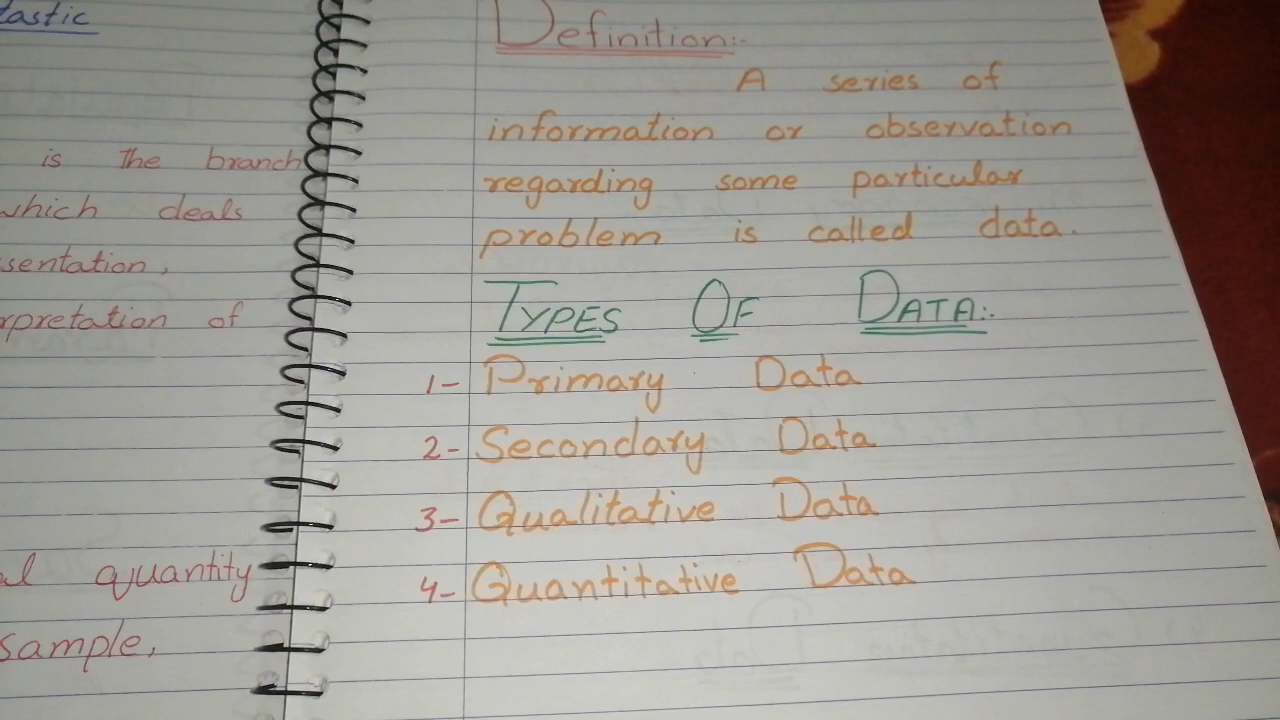 tastic
is the branch
which deals
sentation,
rpretation of
al quantity
sample,
Definition:-
A series of
information or observation
regarding some particular
problem is called data.
TYPES OF DATA:-
1- Primary Data
2- Secondary Data
3- Qualitative Data
4- Quantitative Data